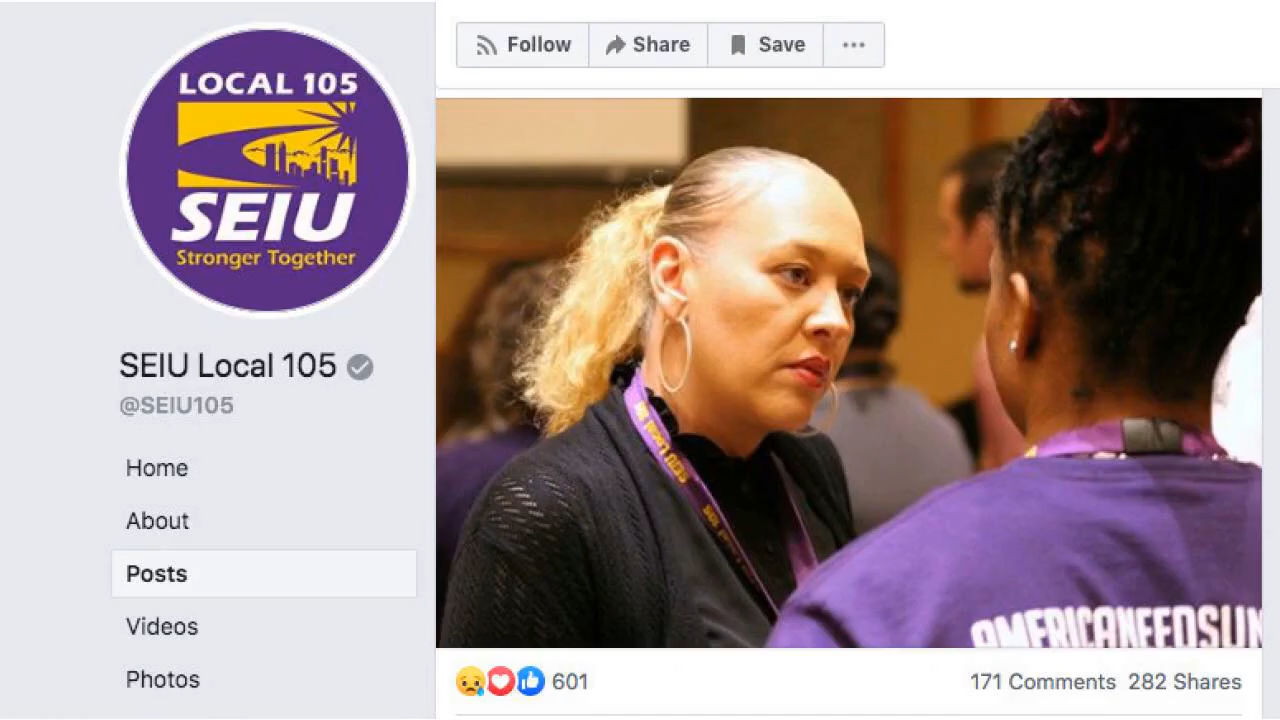 LOCAL 105
SEIU
Stronger Together
SEIU Local 105
@SEIU105
Home
About
Posts
Videos
Photos
Follow
Share
Save
AMERICANEEDSUN
601
171 Comments
282 Shares